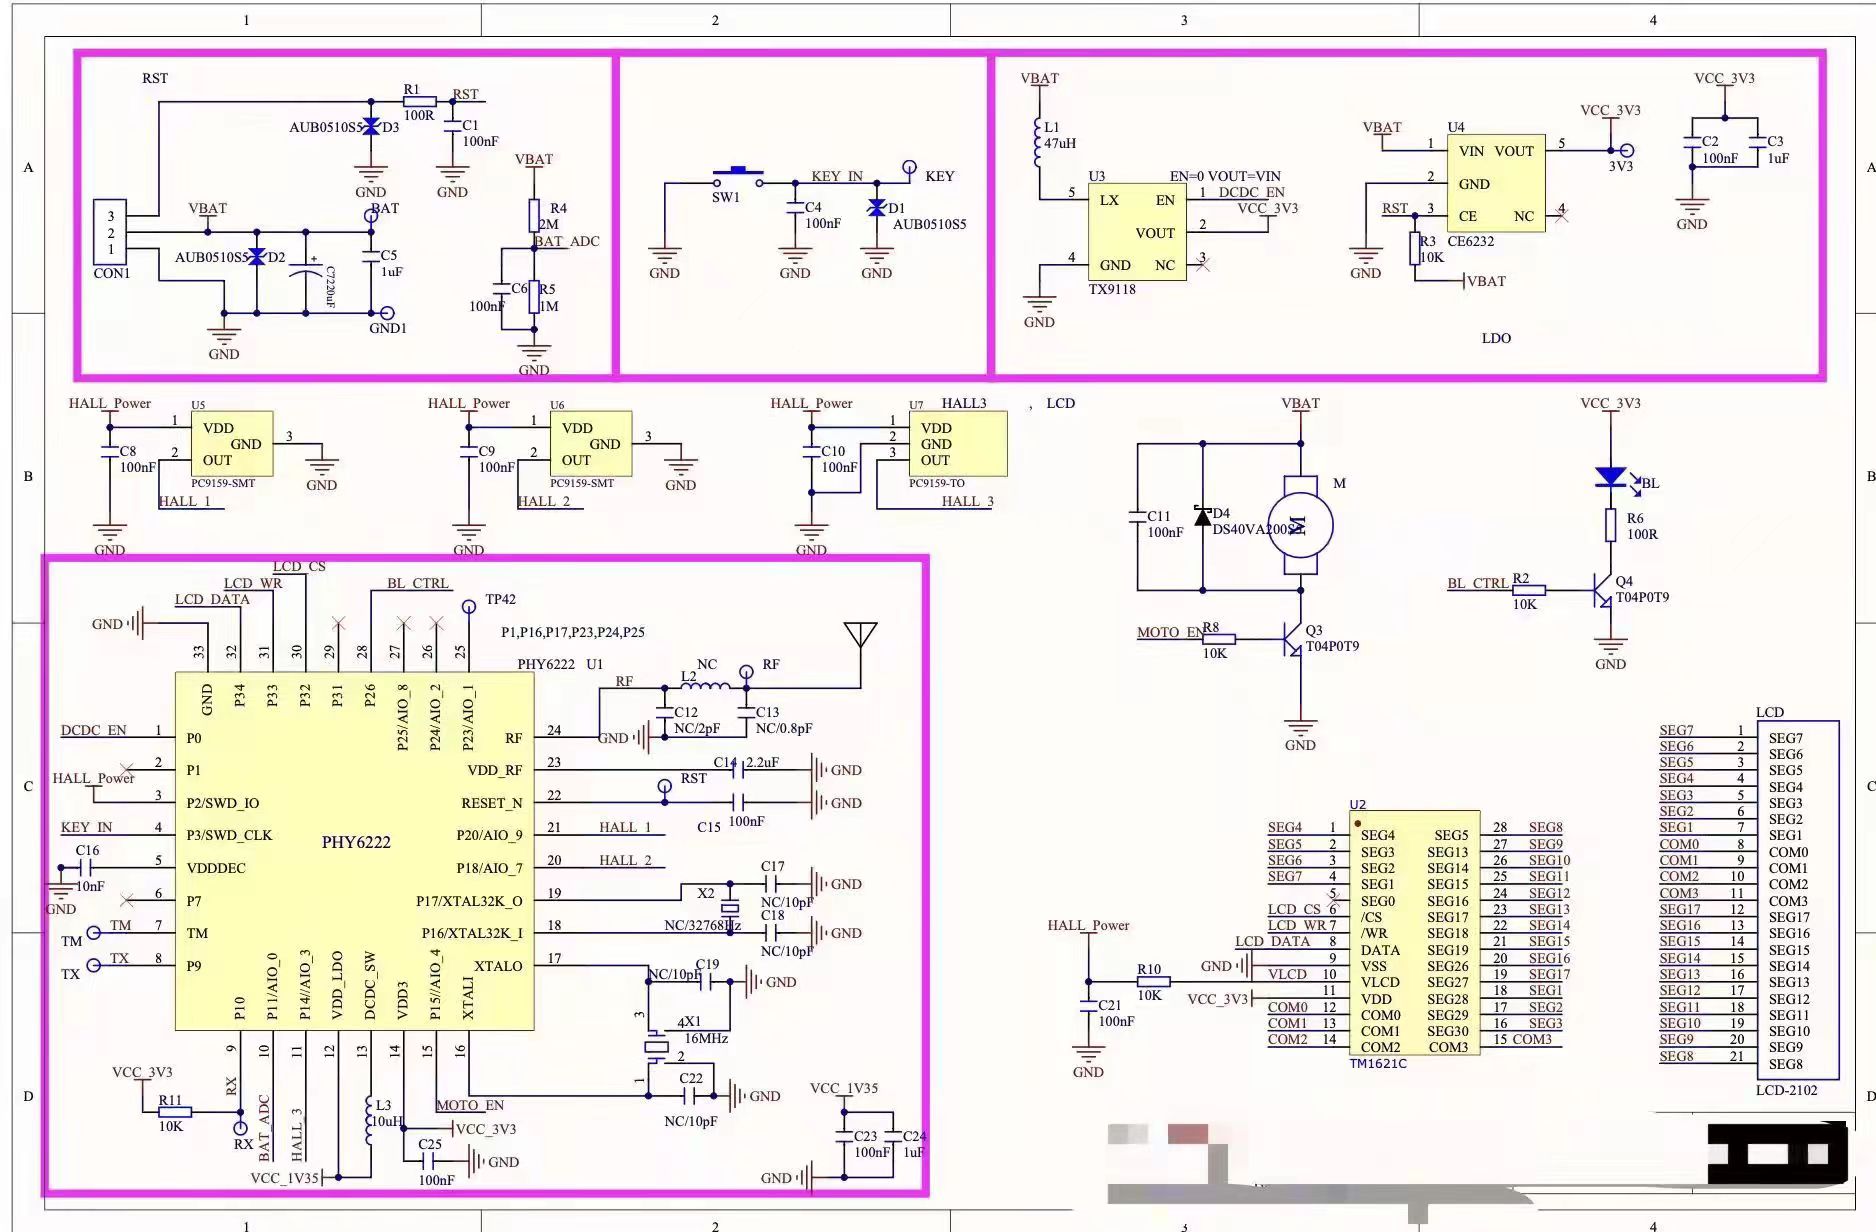 1
2
3
4
A
A
RST
R1
RST
100R
AUB0510S5
D3
C1
100nF
GND
GND
VBAT
R4
2M
BAT_ADC
C6
100nF
R5
1M
GND
3
2
1
CON1
VBAT
BAT
AUB0510S5
D2
C7
220uF
+
C5
1uF
GND1
GND
SW1
KEY_IN
KEY
C4
100nF
D1
AUB0510S5
GND
GND
GND
VBAT
L1
47uH
U3
EN=0 VOUT=VIN
5
LX
EN
1
DCDC_EN
VCC_3V3
VOUT
2
4
GND
NC
3
TX9118
GND
VBAT
U4
1
VIN
VOUT
5
VCC_3V3
3V3
2
GND
RST
3
CE
NC
4
CE6232
R3
10K
GND
VBAT
LDO
VCC_3V3
C2
100nF
C3
1uF
GND
B
B
HALL_Power
U5
1
VDD
GND
3
2
OUT
C8
100nF
PC9159-SMT
GND
HALL_1
GND
HALL_Power
U6
1
VDD
GND
3
2
OUT
C9
100nF
PC9159-SMT
GND
HALL_2
GND
HALL_Power
U7
HALL3
1
VDD
2
GND
3
OUT
C10
100nF
PC9159-TO
HALL_3
GND
, LCD
VBAT
M
M
C11
100nF
D4
DS40VA200S5
MOTO_EN
R8
10K
Q3
T04P0T9
GND
VCC_3V3
BL
R6
100R
BL_CTRL
R2
10K
Q4
T04P0T9
GND
C
C
LCD_CS
LCD_WR
LCD_DATA
BL_CTRL
TP42
GND
P1,P16,P17,P23,P24,P25
PHY6222 U1
33
32
31
30
29
28
27
26
25
GND
P34
P33
P32
P31
P26
P25/AIO_8
P24/AIO_2
P23/AIO_1
DCDC_EN
1
P0
2
P1
HALL_Power
3
P2/SWD_IO
KEY_IN
4
P3/SWD_CLK
C16
10nF
GND
5
VDDDEC
6
P7
TM
TM
7
TM
TX
TX
8
P9
PHY6222
RF
24
VDD_RF
23
RESET_N
22
P20/AIO_9
21
HALL_1
P18/AIO_7
20
HALL_2
P17/XTAL32K_O
19
P16/XTAL32K_I
18
XTALO
17
RF
L2
NC
RF
C12
NC/2pF
C13
NC/0.8pF
GND
C14
2.2uF
GND
RST
C15
100nF
GND
X2
NC/32768Hz
C17
NC/10pF
GND
C18
NC/10pF
GND
NC/10pF
C19
GND
3
4
X1
16MHz
2
1
C22
NC/10pF
GND
P10
P11/AIO_0
P14//AIO_3
VDD_LDO
DCDC_SW
VDD3
P15//AIO_4
XTALI
9
10
11
12
13
14
15
16
D
D
VCC_3V3
R11
10K
RX
RX
BAT_ADC
HALL_3
VCC_1V35
L3
10uH
MOTO_EN
VCC_3V3
C25
100nF
GND
VCC_1V35
C23
100nF
C24
1uF
GND
HALL_Power
R10
10K
C21
100nF
GND
U2
SEG4
1
SEG4
SEG5
28
SEG8
SEG5
2
SEG3
SEG13
27
SEG9
SEG6
3
SEG2
SEG14
26
SEG10
SEG7
4
SEG1
SEG15
25
SEG11
5
SEG0
SEG16
24
SEG12
LCD_CS
6
/CS
SEG17
23
SEG13
LCD_WR
7
/WR
SEG18
22
SEG14
LCD_DATA
8
DATA
SEG19
21
SEG15
GND
9
VSS
SEG26
20
SEG16
VLCD
10
VLCD
SEG27
19
SEG17
VCC_3V3
11
VDD
SEG28
18
SEG1
COM0
12
COM0
SEG29
17
SEG2
COM1
13
COM1
SEG30
16
SEG3
COM2
14
COM2
COM3
15
COM3
TM1621C
LCD
SEG7
1
SEG7
SEG6
2
SEG6
SEG5
3
SEG5
SEG4
4
SEG4
SEG3
5
SEG3
SEG2
6
SEG2
SEG1
7
SEG1
COM0
8
COM0
COM1
9
COM1
COM2
10
COM2
COM3
11
COM3
SEG17
12
SEG17
SEG16
13
SEG16
SEG15
14
SEG15
SEG14
15
SEG14
SEG13
16
SEG13
SEG12
17
SEG12
SEG11
18
SEG11
SEG10
19
SEG10
SEG9
20
SEG9
SEG8
21
SEG8
LCD-2102
1
2
3
4